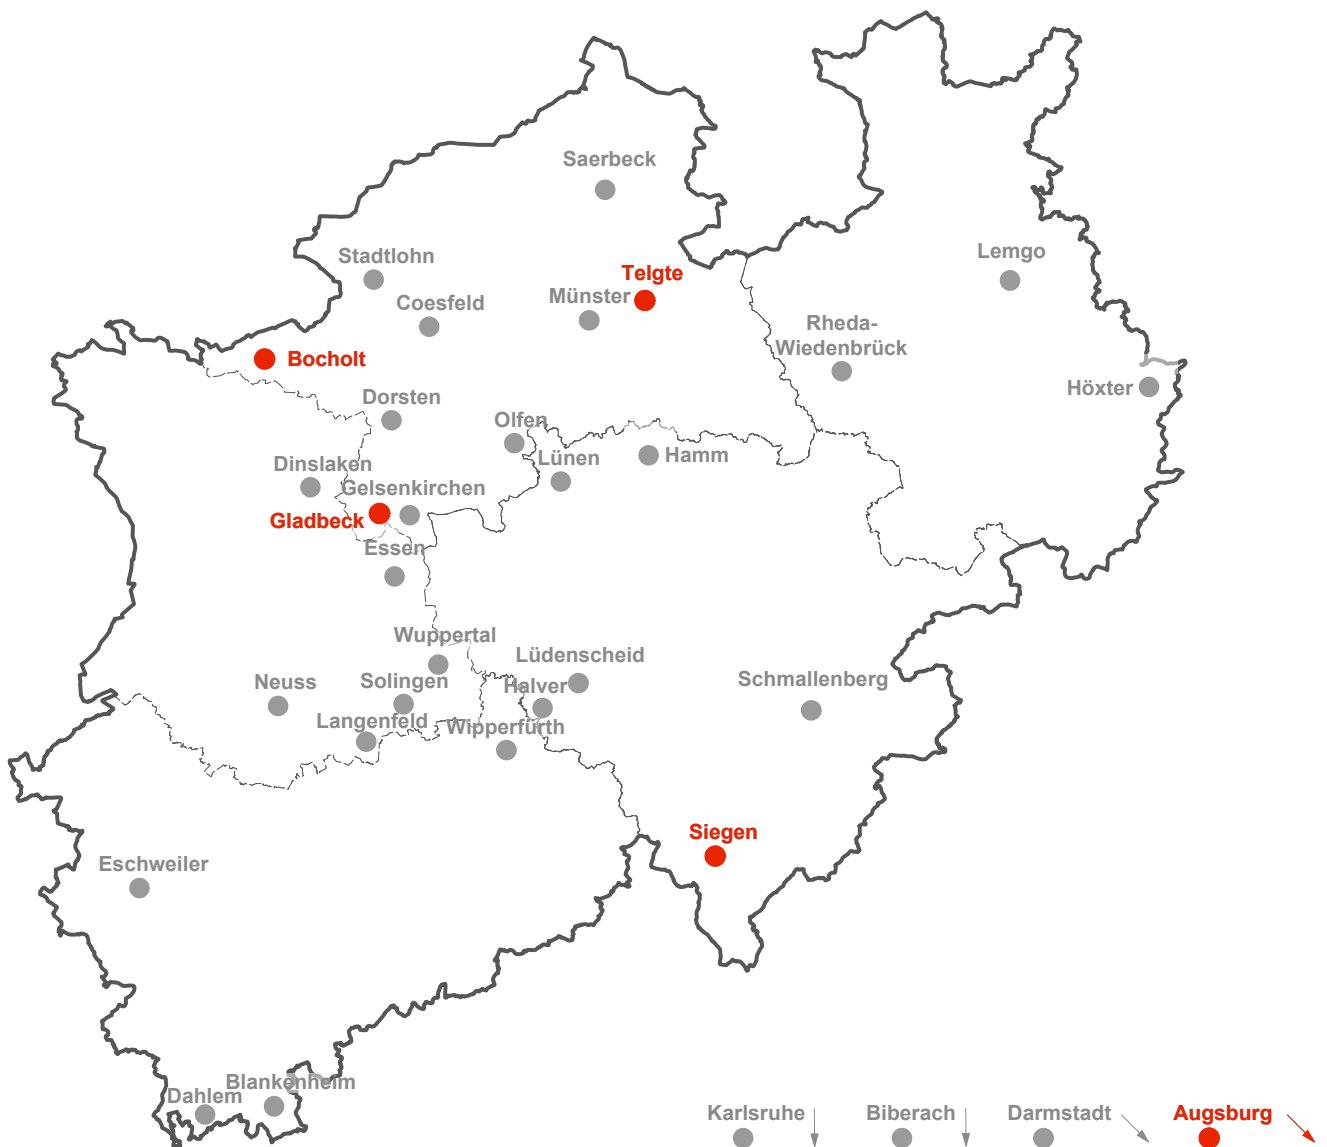 Saerbeck
Stadtlohn
Lemgo
Telgte
Coesfeld
Münster
Rheda-
Wiedenbrück
Bocholt
Höxter
Dorsten
Olfen
Dinslaken
Lünen
Hamm
Gelsenkirchen
Gladbeck
Essen
Wuppertal
Lüdenscheid
Neuss
Solingen
Halver
Schmallenberg
Langenfeld
Wipperfürth
Siegen
Eschweiler
Blankenheim
Dahlem
Karlsruhe
Biberach
Darmstadt
Augsburg